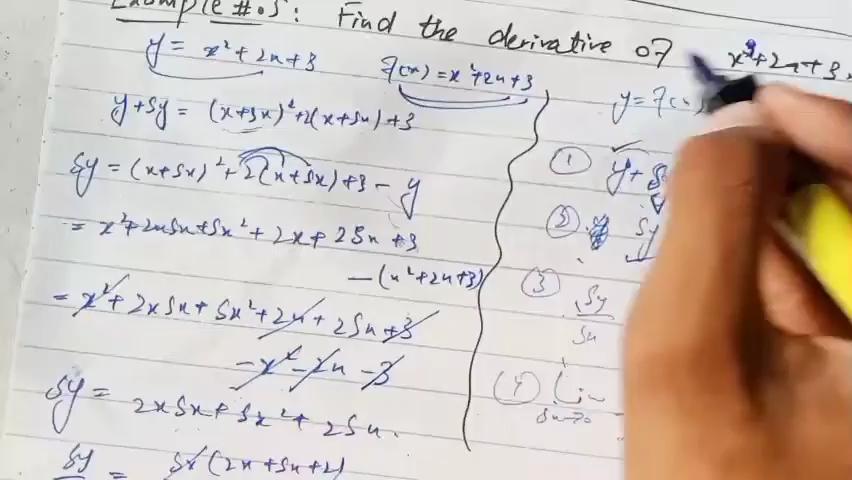 Example #05: Find the derivative of x²+2x+3.
y = x²+2x+3
f(x) = x²+2x+3
y+δy = (x+δx)²+2(x+δx)+3
δy = (x+δx)²+2(x+δx)+3 - y
= x²+2xδx+δx²+2x+2δx+3
-(x²+2x+3)
= x²+2xδx+δx²+2x+2δx+3
-x²-2x-3
δy = 2xδx+δx²+2δx.
δy = δx(2x+δx+2)
y = f(x)
① y+δ
② δy
③ δy
δx
④ Lim
δx→0